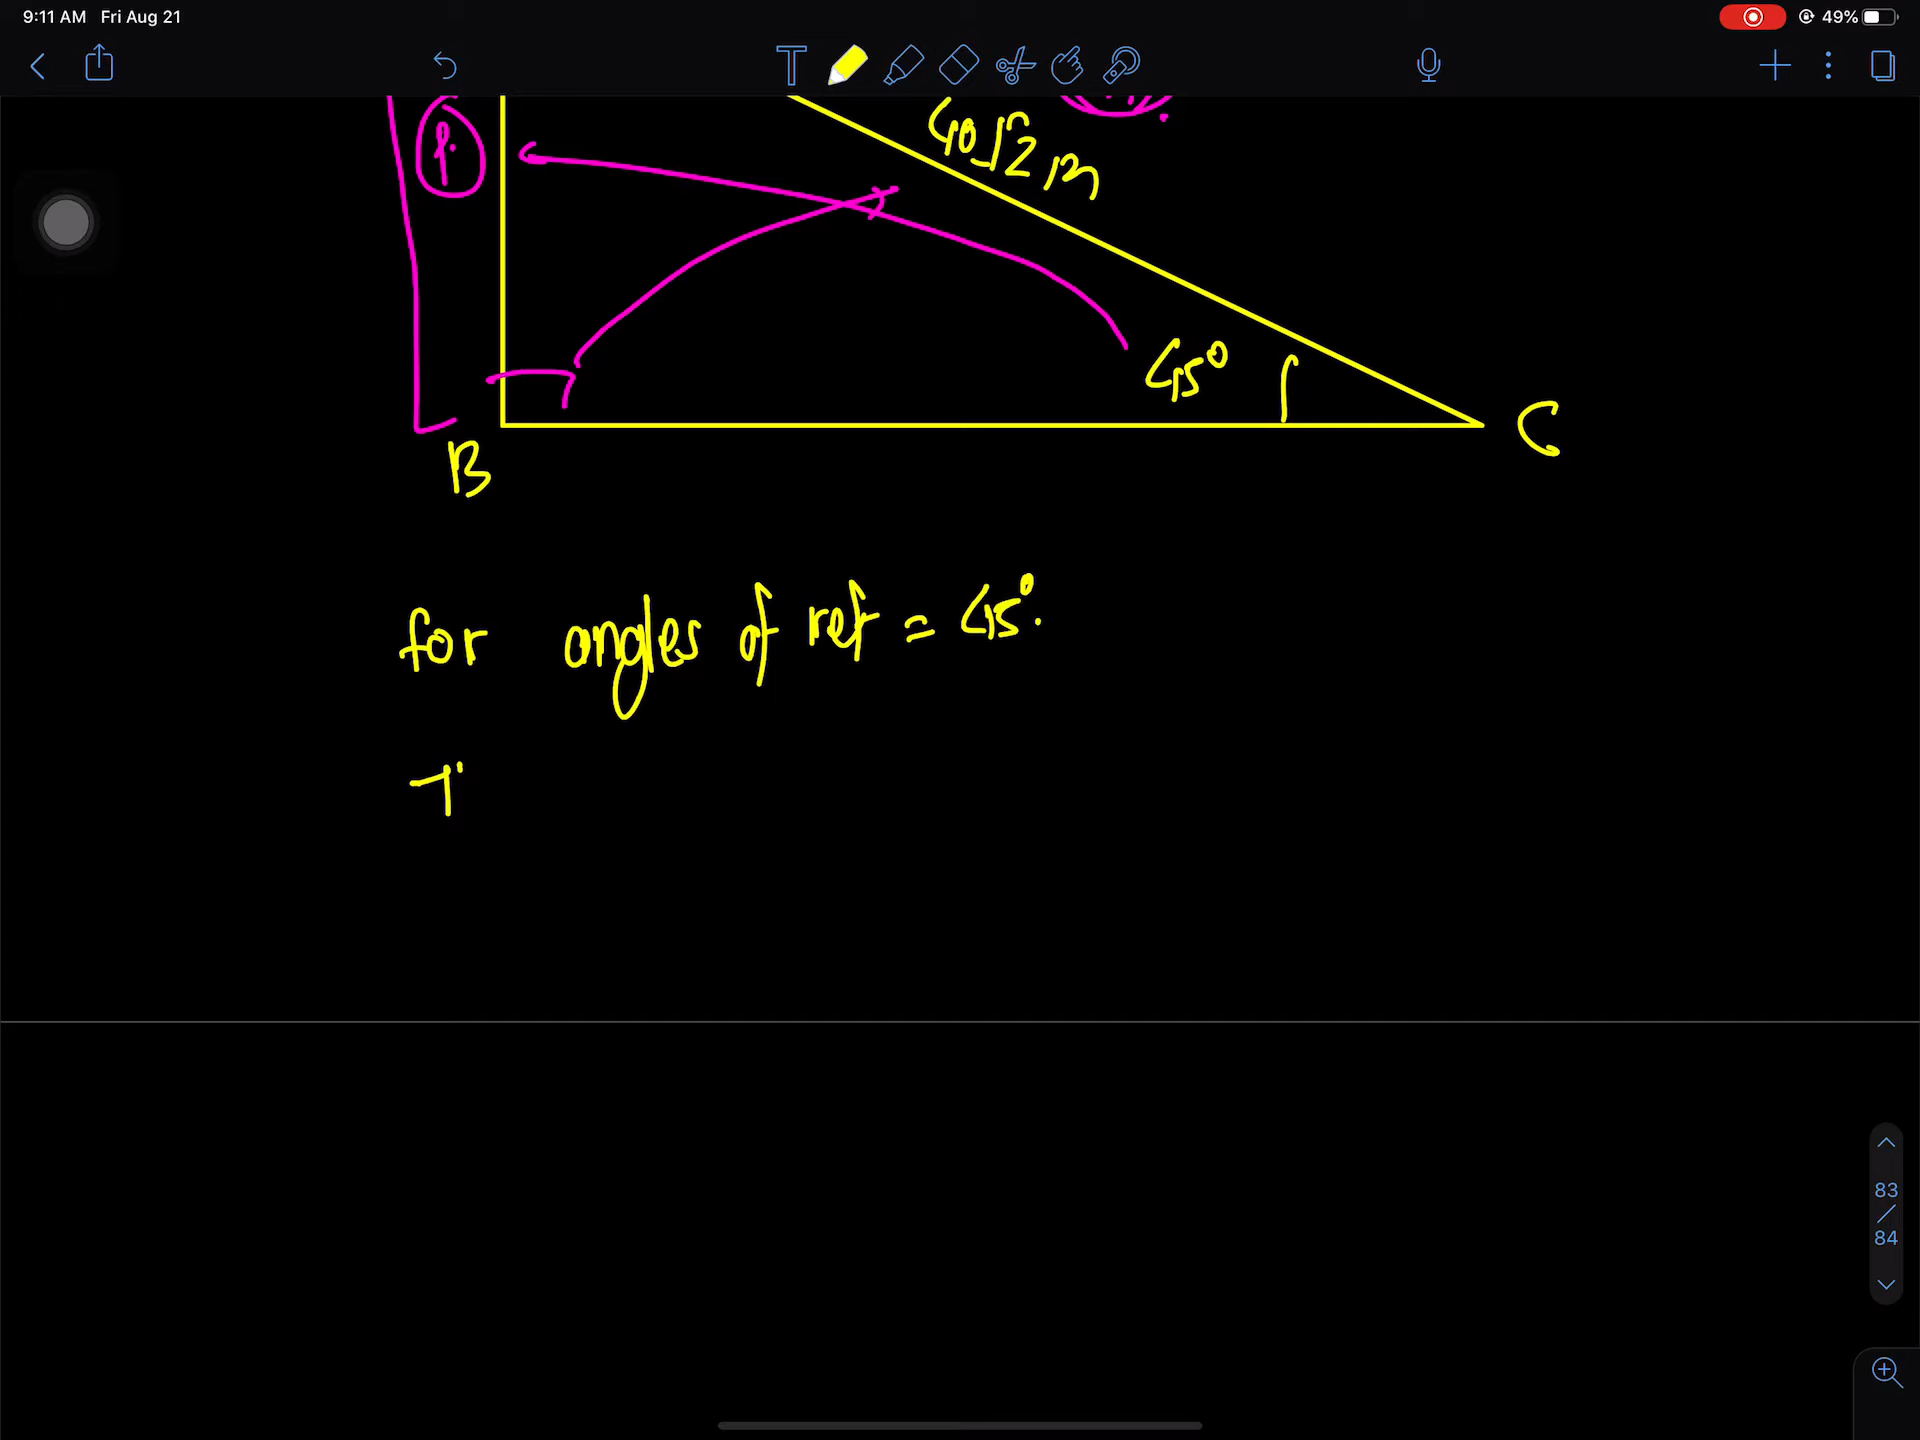 9:11 AM Fri Aug 21
49%
T
p.
40√2 m
45°
C
B
for angles of ref = 45°.
83
/
84